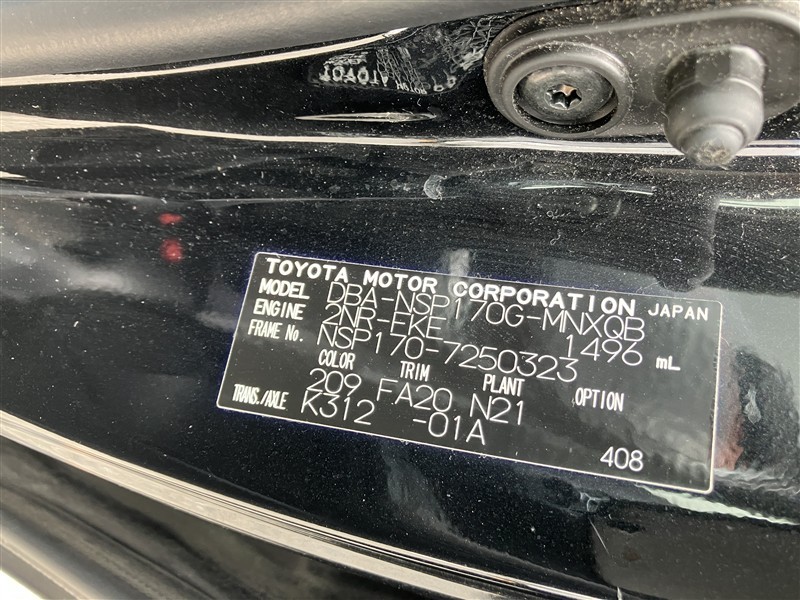 TOYOTA MOTOR CORPORATION JAPAN
MODEL DBA-NSP170G-MNXQB
ENGINE 2NR-FKE 1496 mL
FRAME No. NSP170-7250323
COLOR TRIM PLANT OPTION
209 FA20 N21
TRANS./AXLE K312 -01A
408